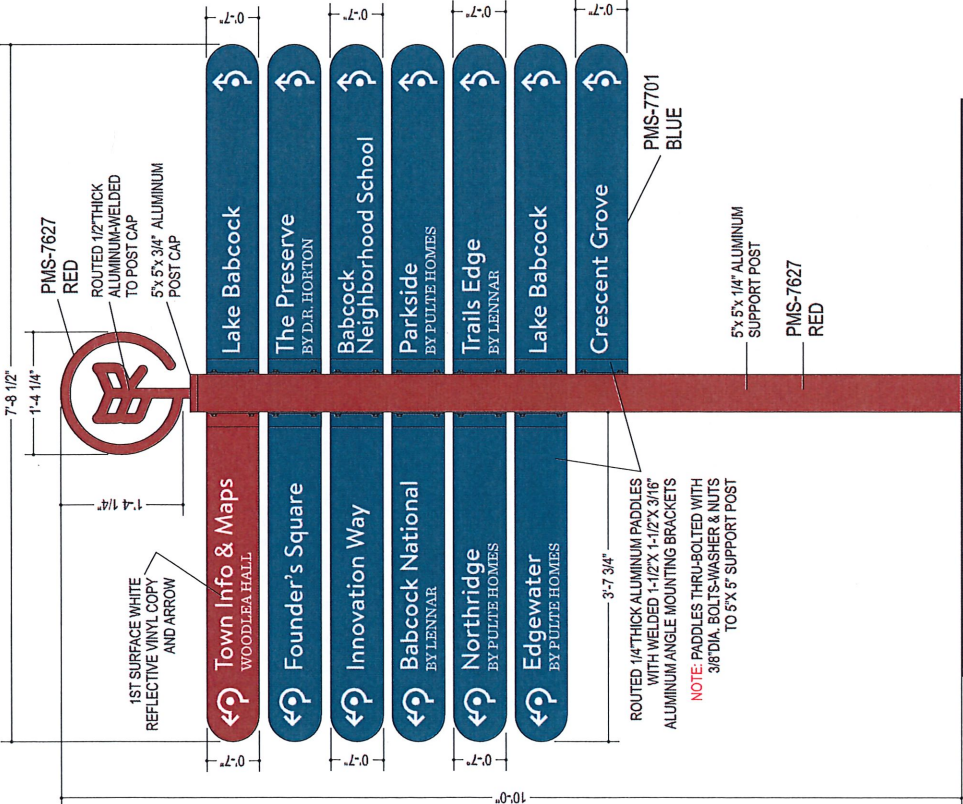 7'-8 1/2"
1'-4 1/4"
PMS-7627
RED
ROUTED 1/2"THICK
ALUMINUM-WELDED
TO POST CAP
5"x 5"x 3/4" ALUMINUM
POST CAP
1'-4 1/4"
1ST SURFACE WHITE
REFLECTIVE VINYL COPY
AND ARROW
0'-7"
0'-7"
0'-7"
0'-7"
Town Info & Maps
WOODLEA HALL
Founder's Square
Innovation Way
Babcock National
BY LENNAR
Northridge
BY PULTE HOMES
Edgewater
BY PULTE HOMES
Lake Babcock
The Preserve
BY D.R. HORTON
Babcock
Neighborhood School
Parkside
BY PULTE HOMES
Trails Edge
BY LENNAR
Lake Babcock
Crescent Grove
0'-7"
0'-7"
0'-7"
0'-7"
PMS-7701
BLUE
3'-7 3/4"
ROUTED 1/4"THICK ALUMINUM PADDLES
WITH WELDED 1-1/2"X 1-1/2"X 3/16"
ALUMINUM ANGLE MOUNTING BRACKETS
NOTE: PADDLES THRU-BOLTED WITH
3/8"DIA. BOLTS-WASHER & NUTS
TO 5"X 5" SUPPORT POST
5"x 5"x 1/4" ALUMINUM
SUPPORT POST
PMS-7627
RED
10'-0"